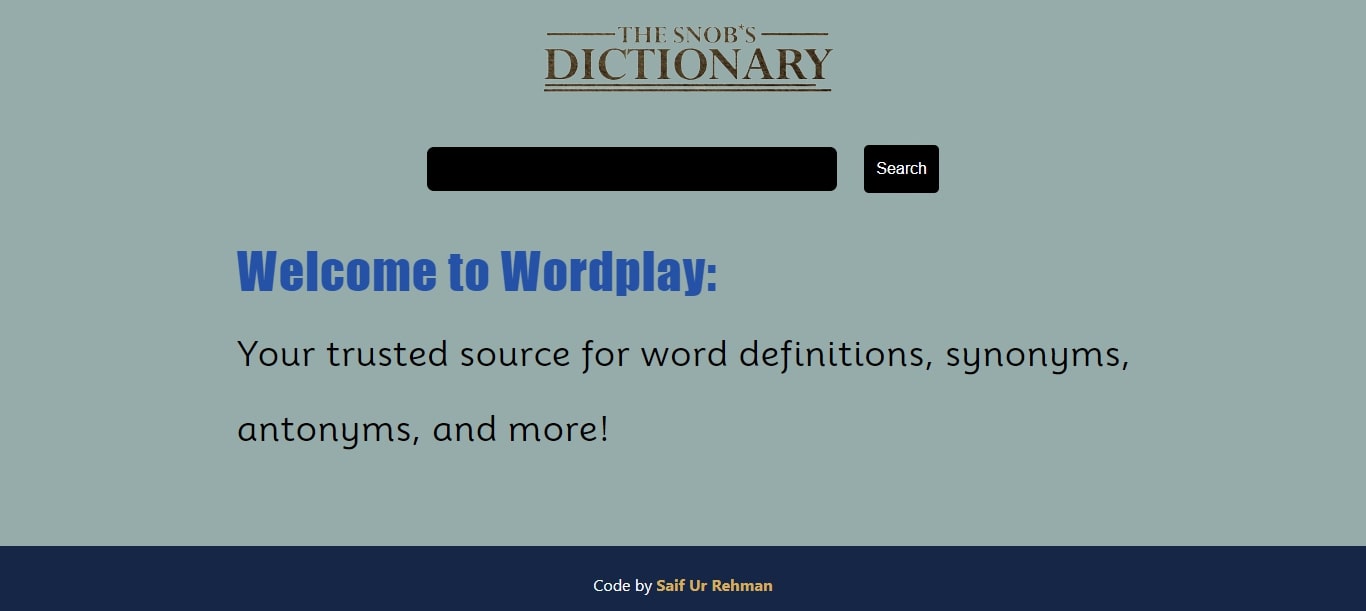 THE SNOB'S
DICTIONARY
Search
Welcome to Wordplay:
Your trusted source for word definitions, synonyms,
antonyms, and more!
Code by Saif Ur Rehman